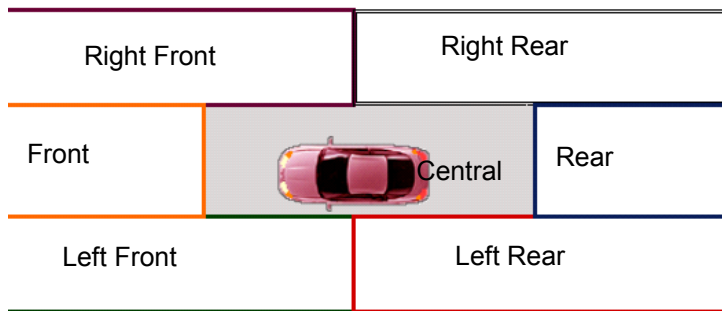 Right Front
Right Rear
Front
Central
Rear
Left Front
Left Rear